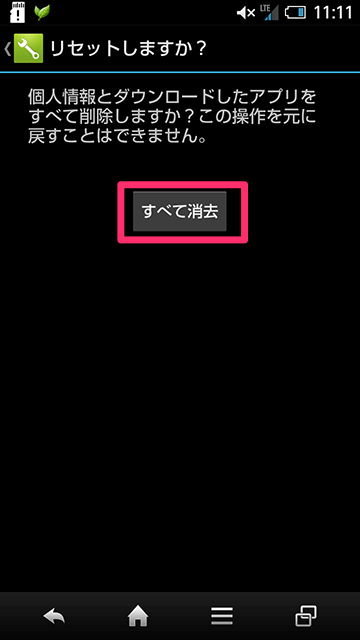 LTE 11:11
リセットしますか？
個人情報とダウンロードしたアプリを
すべて削除しますか？この操作を元に
戻すことはできません。
すべて消去